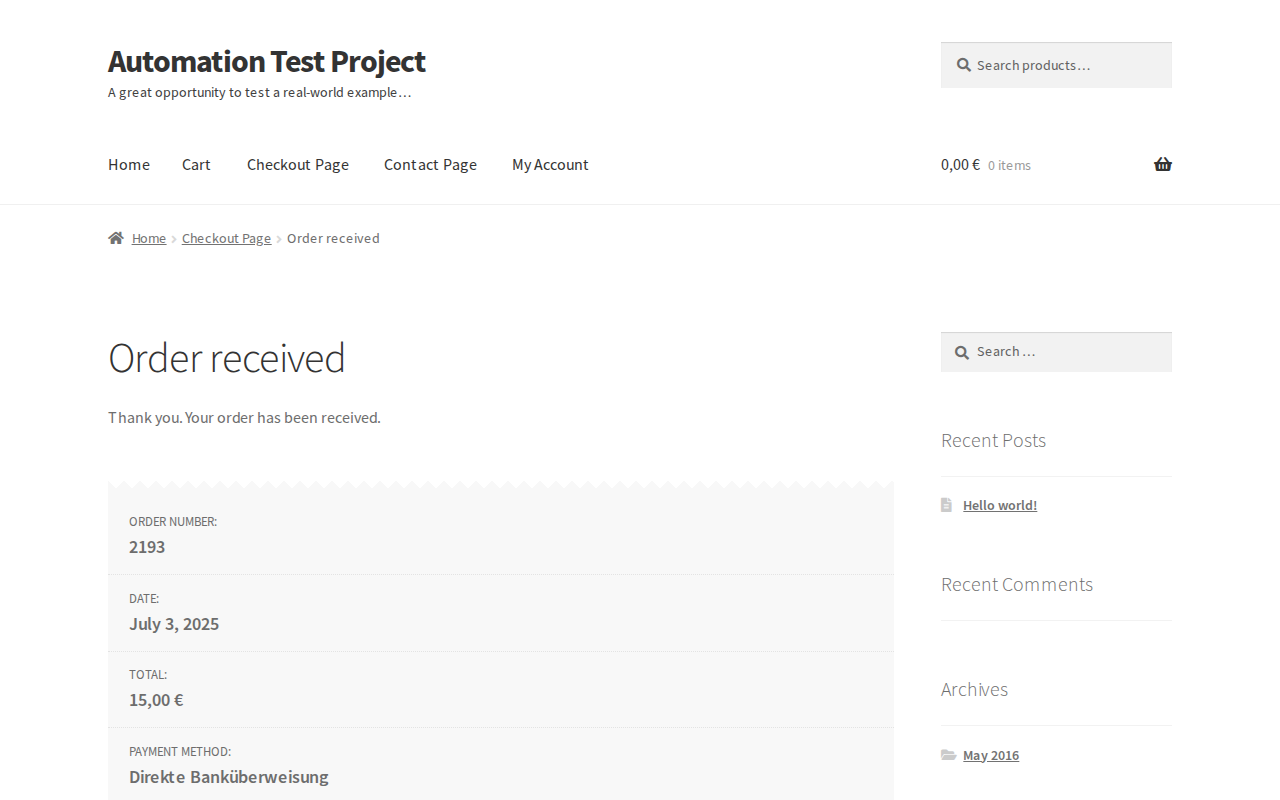 Automation Test Project
A great opportunity to test a real-world example…
Search products…
Home
Cart
Checkout Page
Contact Page
My Account
0,00 € 0 items
Home
Checkout Page
Order received
Order received
Thank you. Your order has been received.
ORDER NUMBER:
2193
DATE:
July 3, 2025
TOTAL:
15,00 €
PAYMENT METHOD:
Direkte Banküberweisung
Search …
Recent Posts
Hello world!
Recent Comments
Archives
May 2016